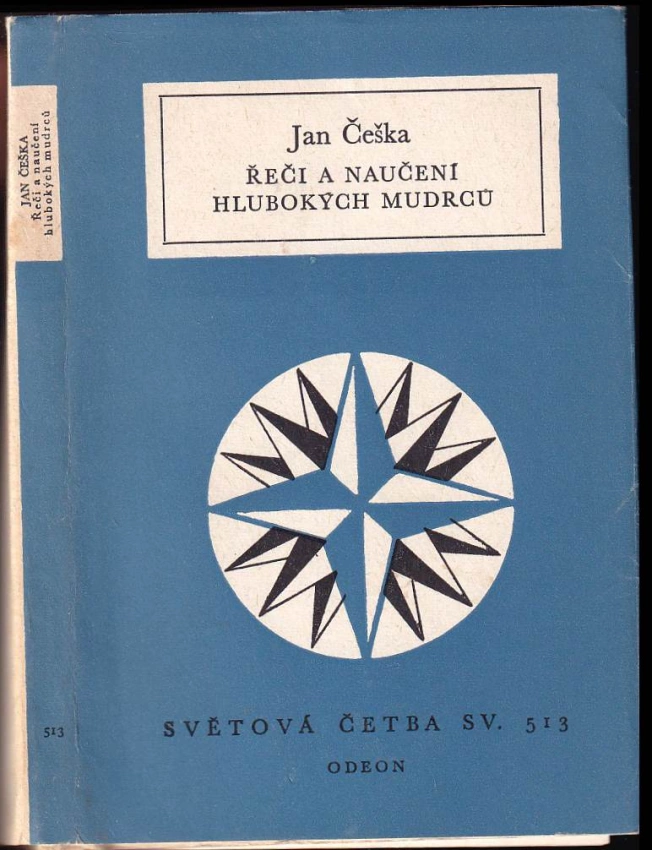 Jan Češka
ŘEČI A NAUČENÍ
HLUBOKÝCH MUDRCŮ
SVĚTOVÁ ČETBA SV. 513
ODEON
JAN ČEŠKA
Řeči a naučení
hlubokých mudrců
513